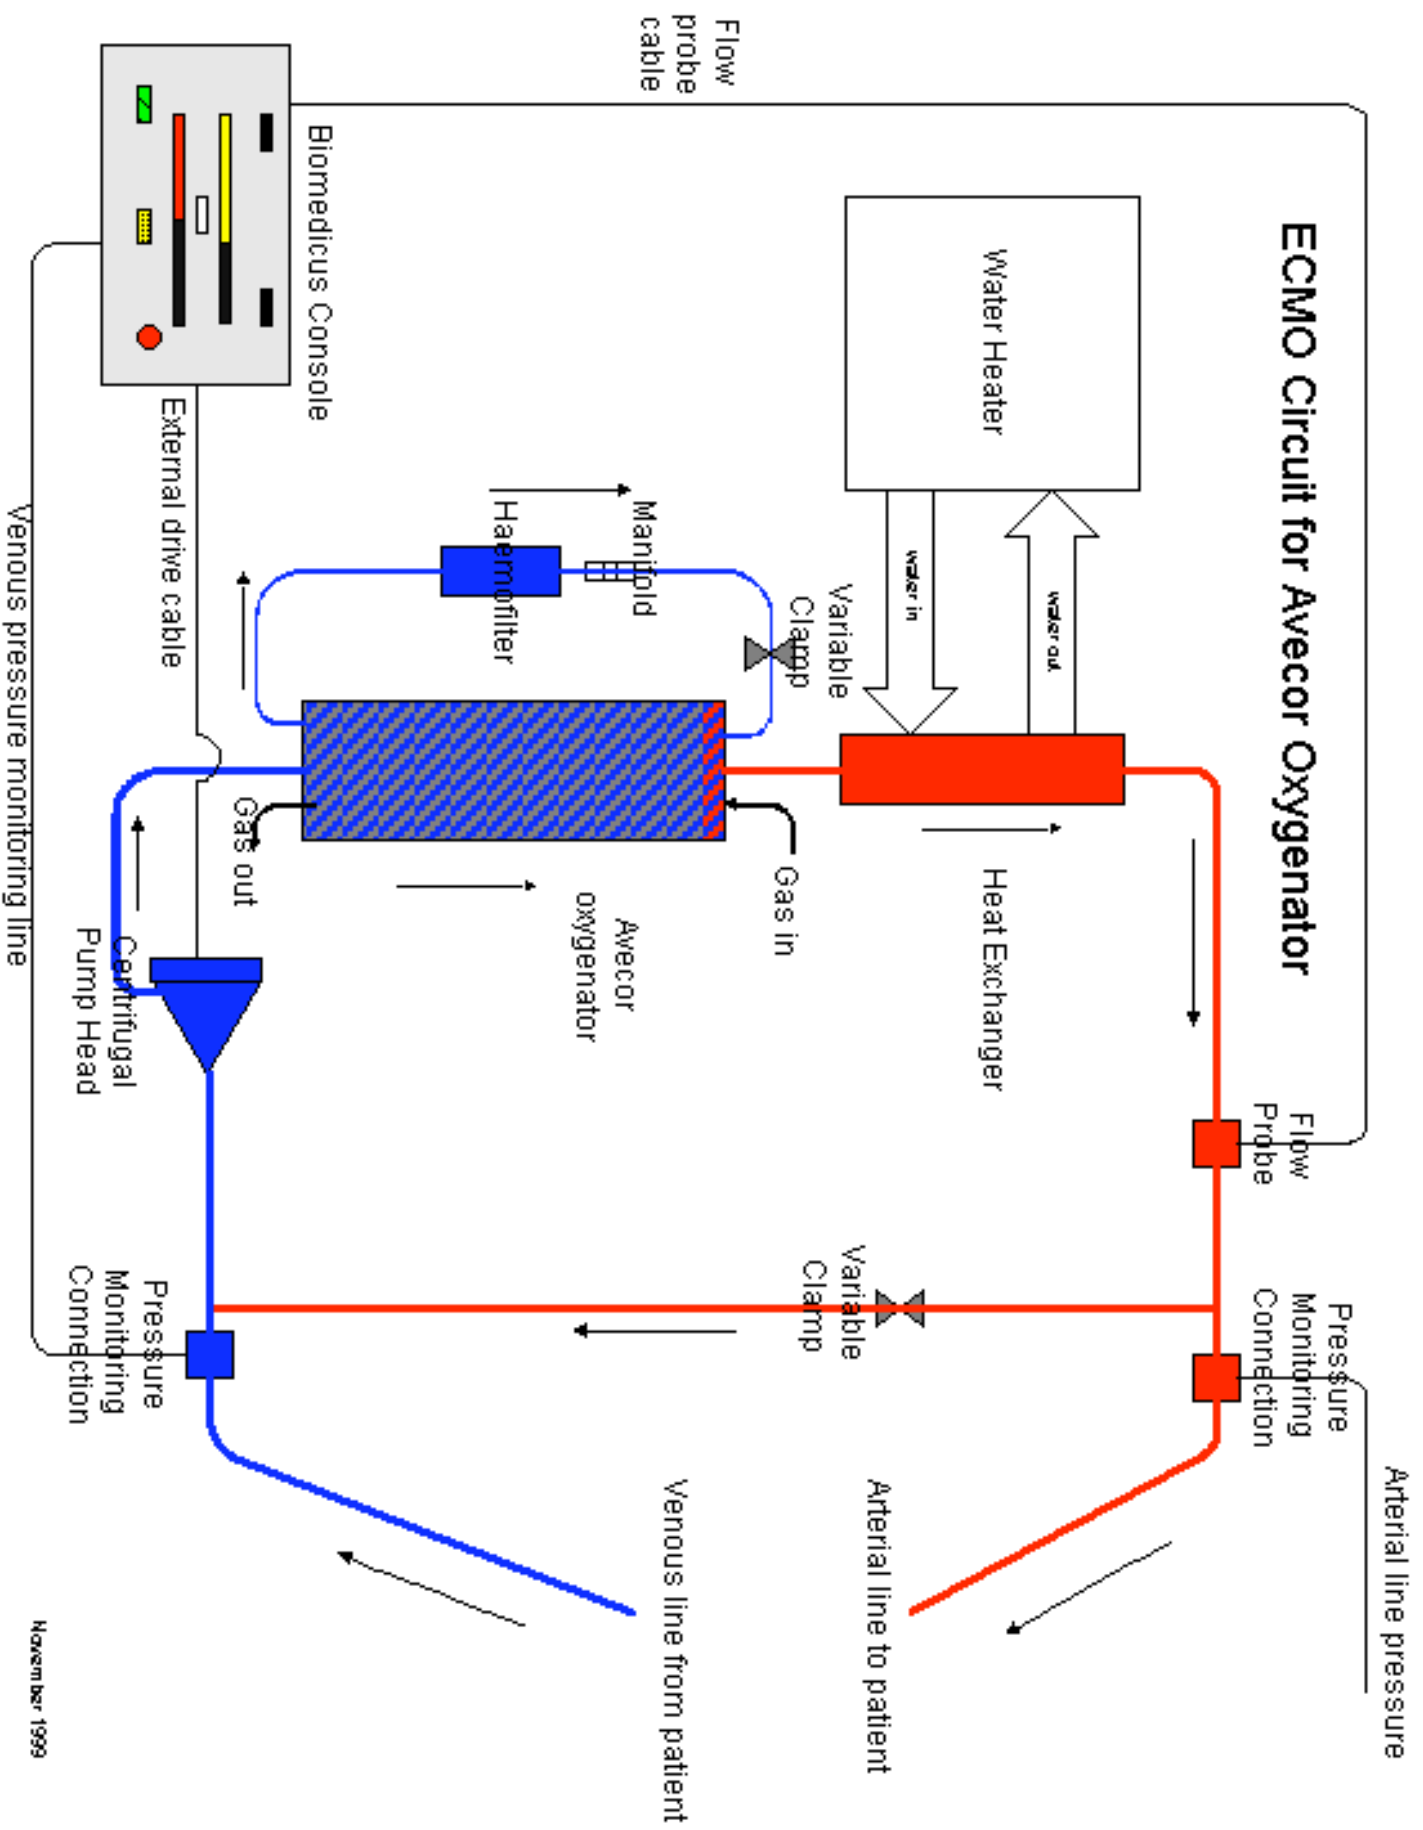 ECMO Circuit for Avecor Oxygenator
Flow
probe
cable
Water Heater
water in
water out
Biomedicus Console
External drive cable
Venous pressure monitoring line
Manifold
Haemofilter
Variable
Clamp
Gas out
Gas in
Avecor
oxygenator
Heat Exchanger
Centrifugal
Pump Head
Flow
Probe
Variable
Clamp
Pressure
Monitoring
Connection
Pressure
Monitoring
Connection
Arterial line pressure
Arterial line to patient
Venous line from patient
November 1999